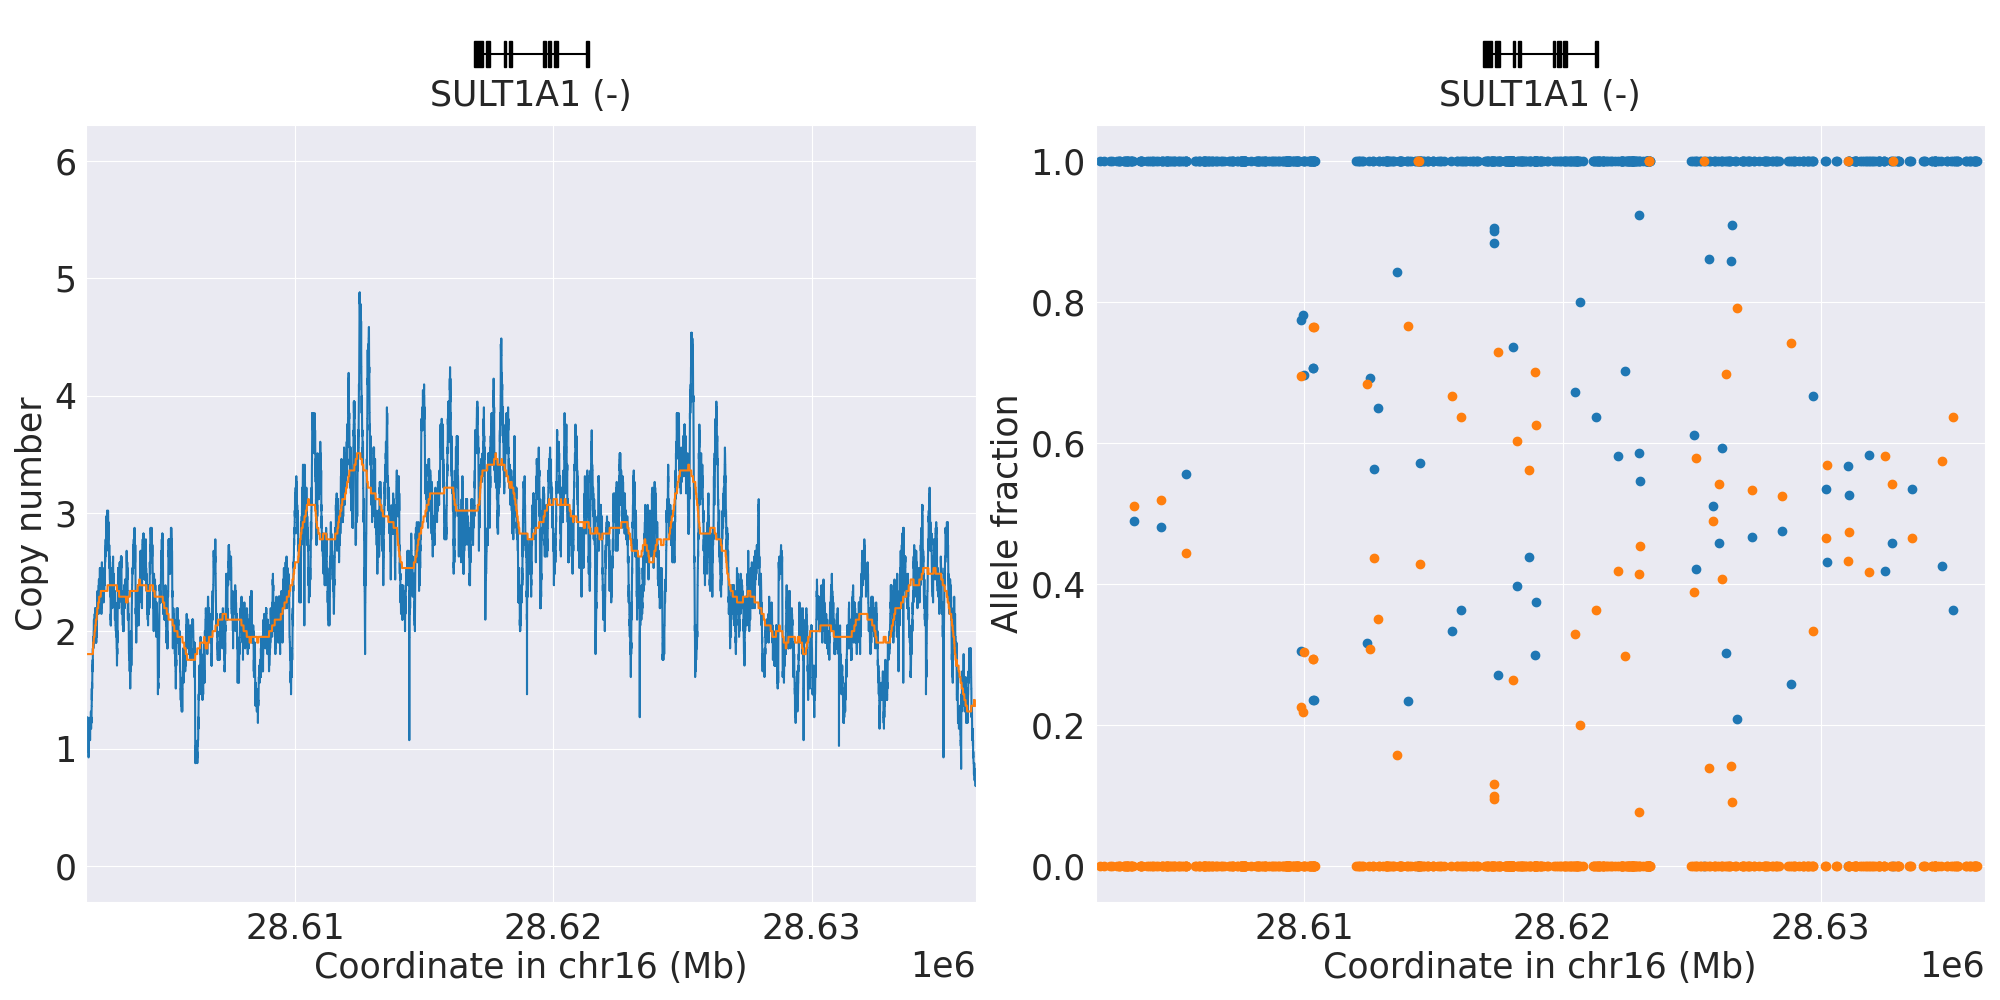 SULT1A1 (-)
Copy number
6
5
4
3
2
1
0
28.61 28.62 28.63
Coordinate in chr16 (Mb) 1e6
SULT1A1 (-)
Allele fraction
1.0
0.8
0.6
0.4
0.2
0.0
28.61 28.62 28.63
Coordinate in chr16 (Mb) 1e6